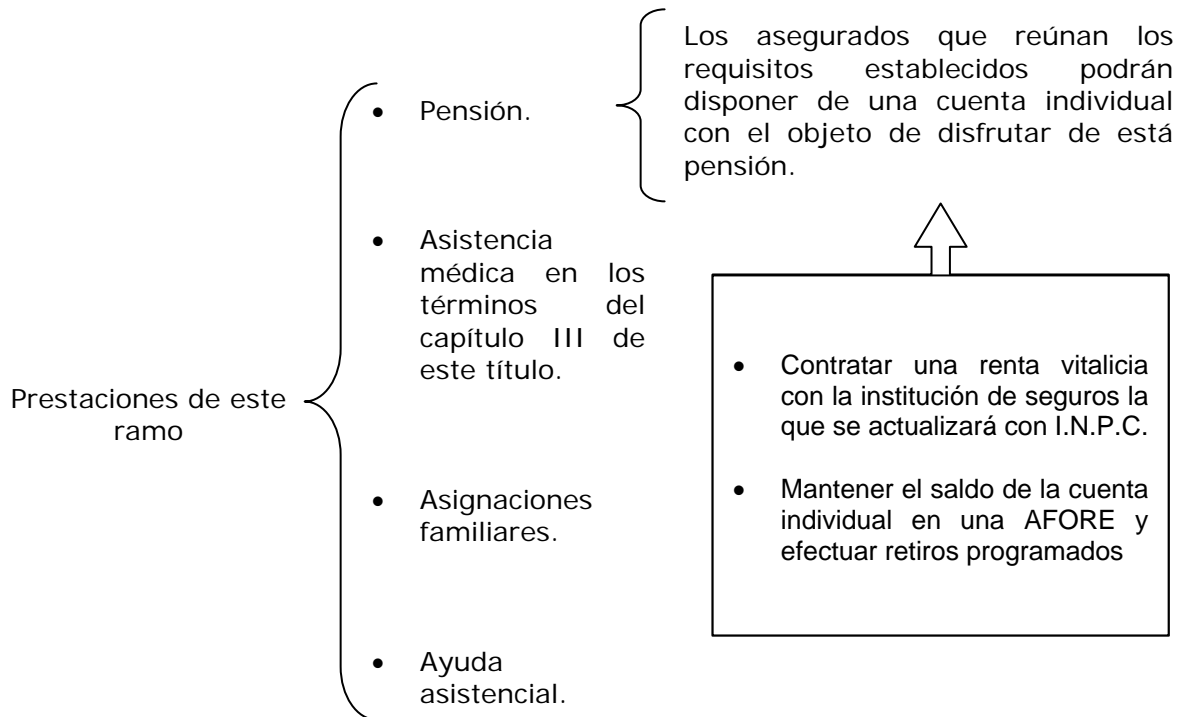 Prestaciones de este
ramo
• Pensión.
Los asegurados que reúnan los
requisitos establecidos podrán
disponer de una cuenta individual
con el objeto de disfrutar de está
pensión.
• Contratar una renta vitalicia
con la institución de seguros la
que se actualizará con I.N.P.C.
• Mantener el saldo de la cuenta
individual en una AFORE y
efectuar retiros programados
• Asistencia
médica en los
términos del
capítulo III de
este título.
• Asignaciones
familiares.
• Ayuda
asistencial.